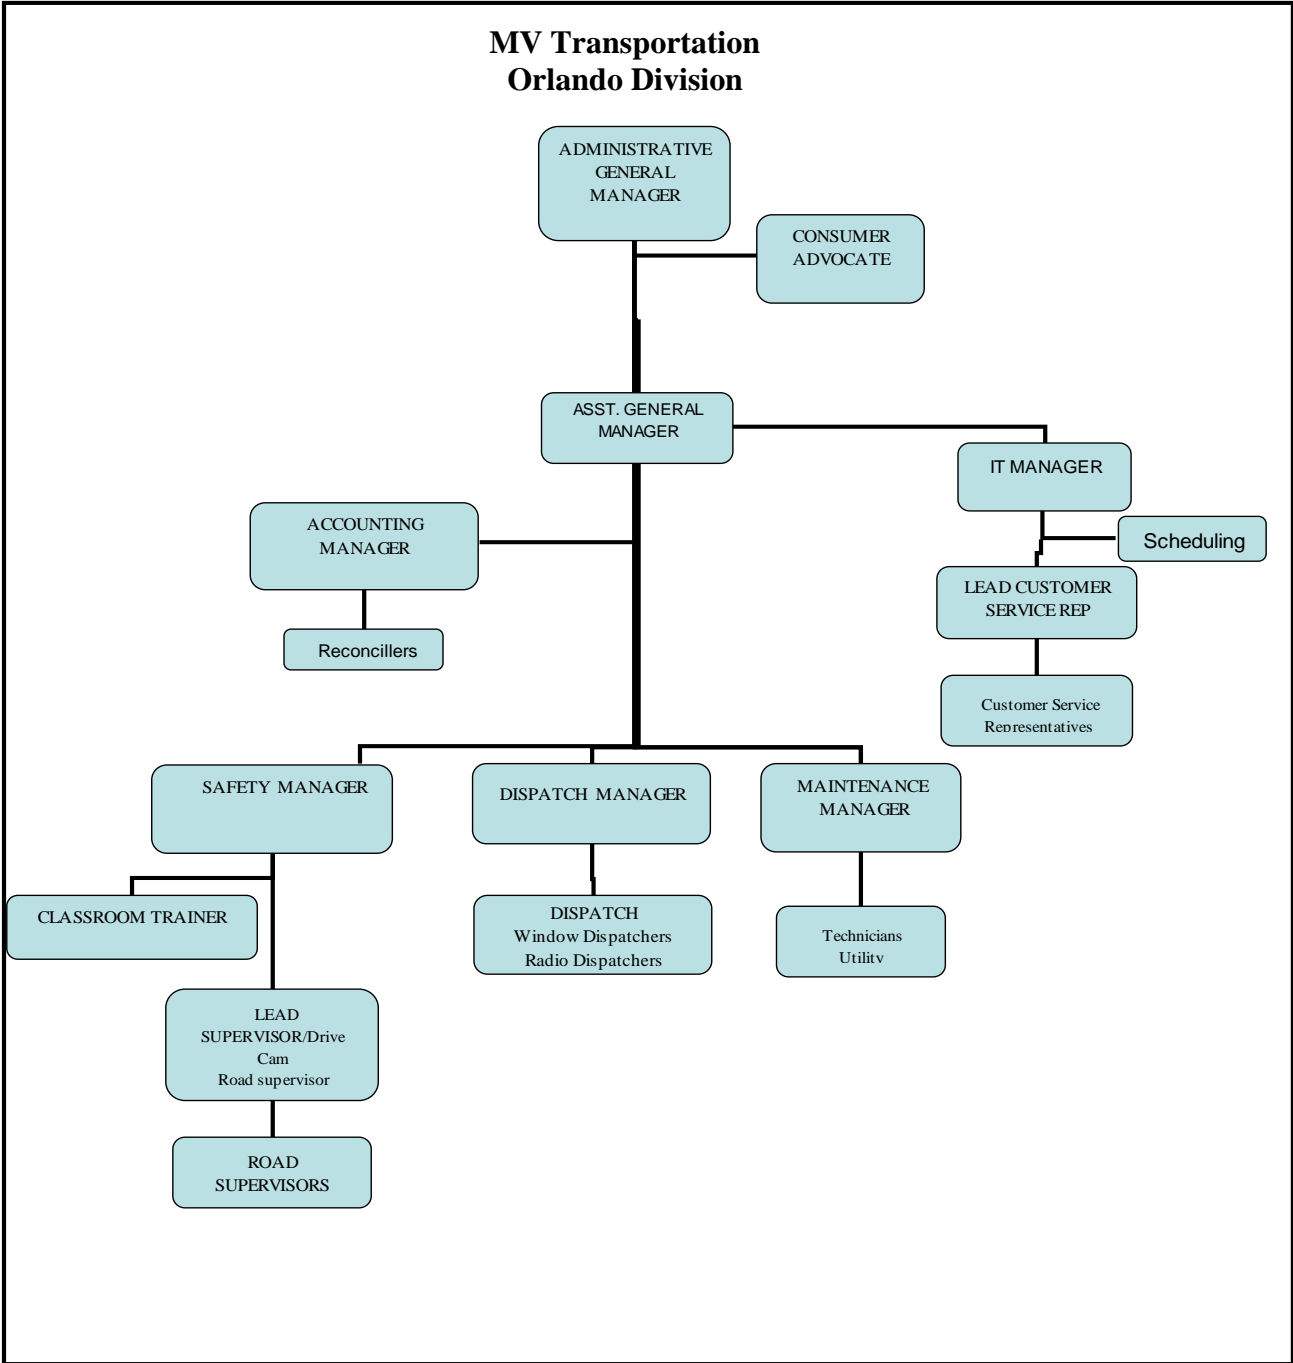 MV Transportation
Orlando Division
ADMINISTRATIVE
GENERAL
MANAGER
CONSUMER
ADVOCATE
ASST. GENERAL
MANAGER
IT MANAGER
ACCOUNTING
MANAGER
Scheduling
LEAD CUSTOMER
SERVICE REP
Reconcillers
Customer Service
Representatives
SAFETY MANAGER
DISPATCH MANAGER
MAINTENANCE
MANAGER
CLASSROOM TRAINER
DISPATCH
Window Dispatchers
Radio Dispatchers
Technicians
Utility
LEAD
SUPERVISOR/Drive
Cam
Road supervisor
ROAD
SUPERVISORS